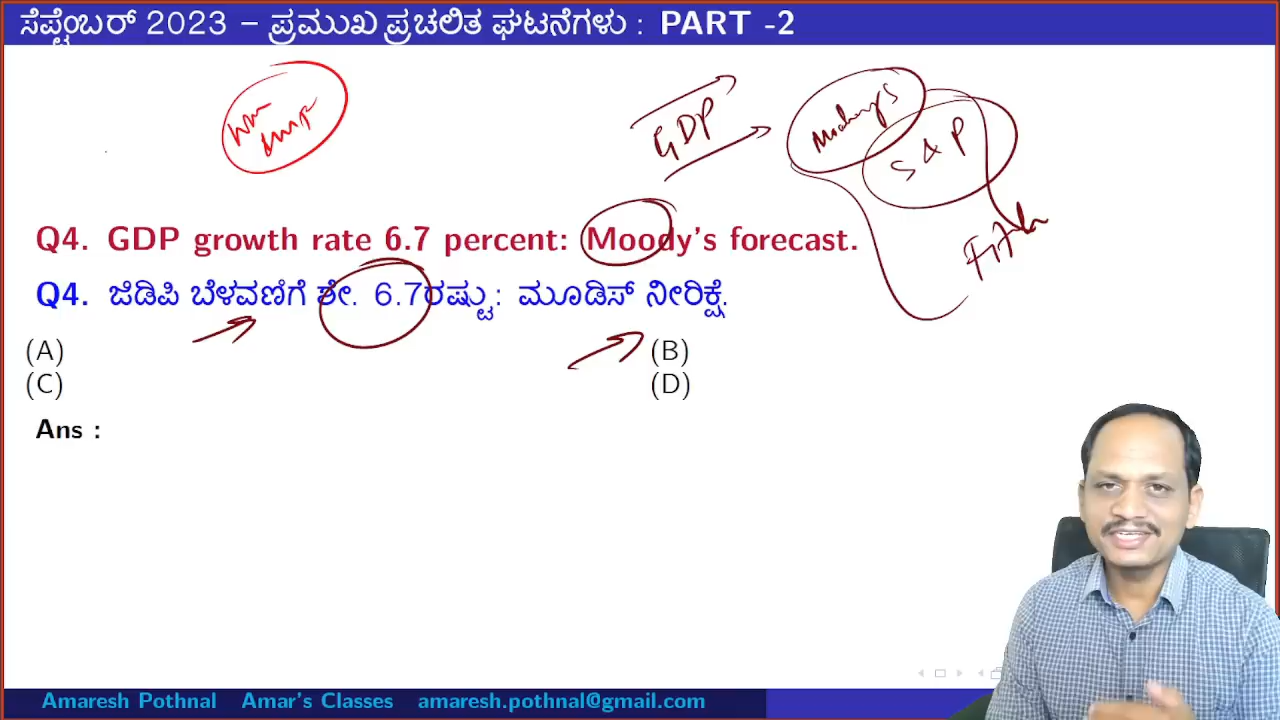 ಸೆಪ್ಟೆಂಬರ್ 2023 – ಪ್ರಮುಖ ಪ್ರಚಲಿತ ಘಟನೆಗಳು : PART -2
GDP
Moody's
S & P
Fitch
Q4. GDP growth rate 6.7 percent: Moody's forecast.
Q4. ಜಿಡಿಪಿ ಬೆಳವಣಿಗೆ ಶೇ. 6.7ರಷ್ಟು: ಮೂಡಿಸ್ ನೀರಿಕ್ಷೆ.
(A) (B)
(C) (D)
Ans :
Amaresh Pothnal Amar's Classes amaresh.pothnal@gmail.com